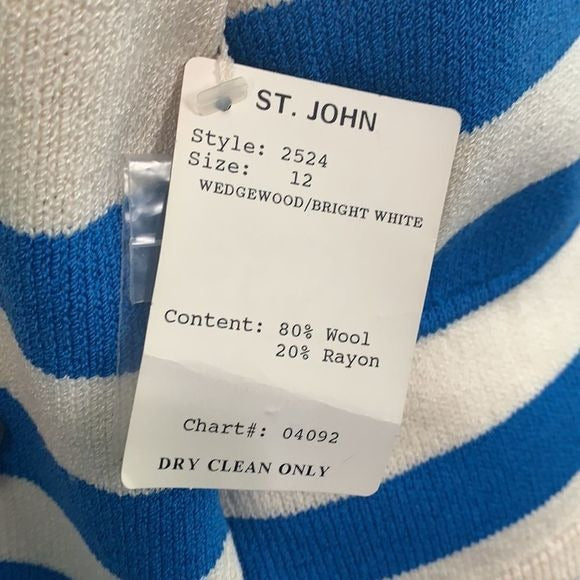 ST. JOHN
Style: 2524
Size: 12
WEDGEWOOD/BRIGHT WHITE
Content: 80% Wool
20% Rayon
Chart#: 04092
DRY CLEAN ONLY